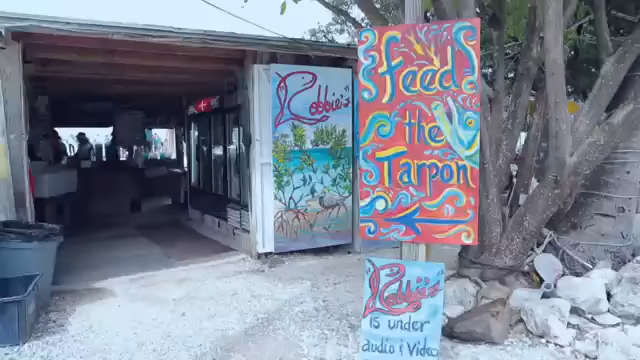 Robbie's
feed
the
Tarpon
Robbie's
is under
audio i Video